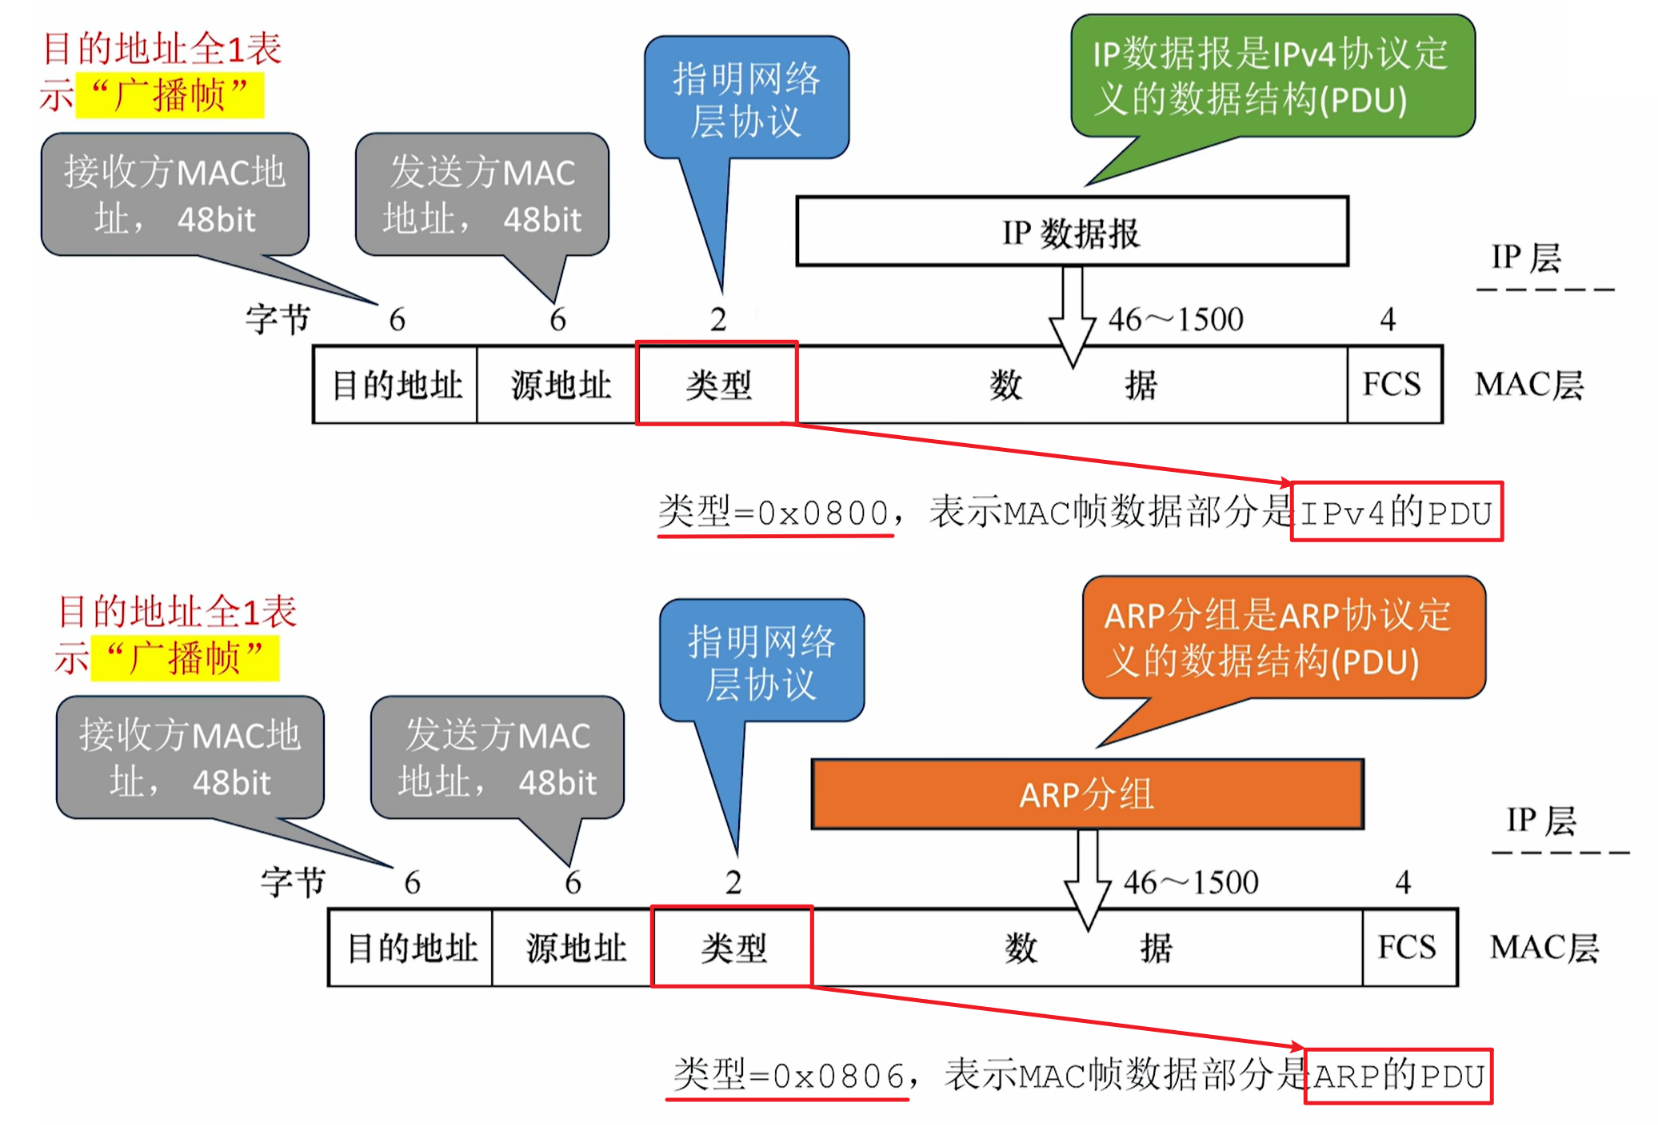 目的地址全1表
示“广播帧”
接收方MAC地
址， 48bit
发送方MAC
地址， 48bit
指明网络
层协议
IP数据报是IPv4协议定
义的数据结构(PDU)
IP 数据报
IP 层
字节 6 6 2 46～1500 4
目的地址 源地址 类型 数 据 FCS MAC层
类型=0x0800，表示MAC帧数据部分是IPv4的PDU
目的地址全1表
示“广播帧”
接收方MAC地
址， 48bit
发送方MAC
地址， 48bit
指明网络
层协议
ARP分组是ARP协议定
义的数据结构(PDU)
ARP分组
IP 层
字节 6 6 2 46～1500 4
目的地址 源地址 类型 数 据 FCS MAC层
类型=0x0806，表示MAC帧数据部分是ARP的PDU